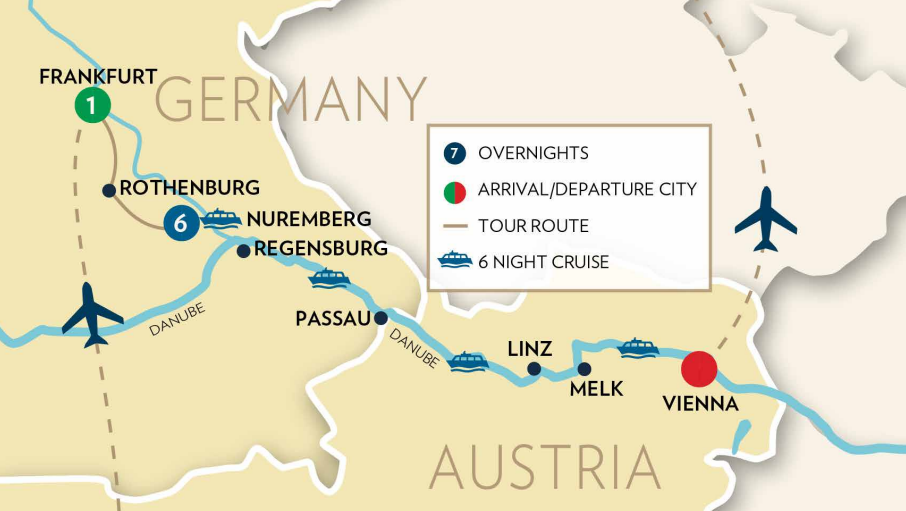 FRANKFURT
1
GERMANY
7 OVERNIGHTS
ARRIVAL/DEPARTURE CITY
TOUR ROUTE
6 NIGHT CRUISE
ROTHENBURG
6 NUREMBERG
REGENSBURG
DANUBE
PASSAU
DANUBE
LINZ
MELK
VIENNA
AUSTRIA